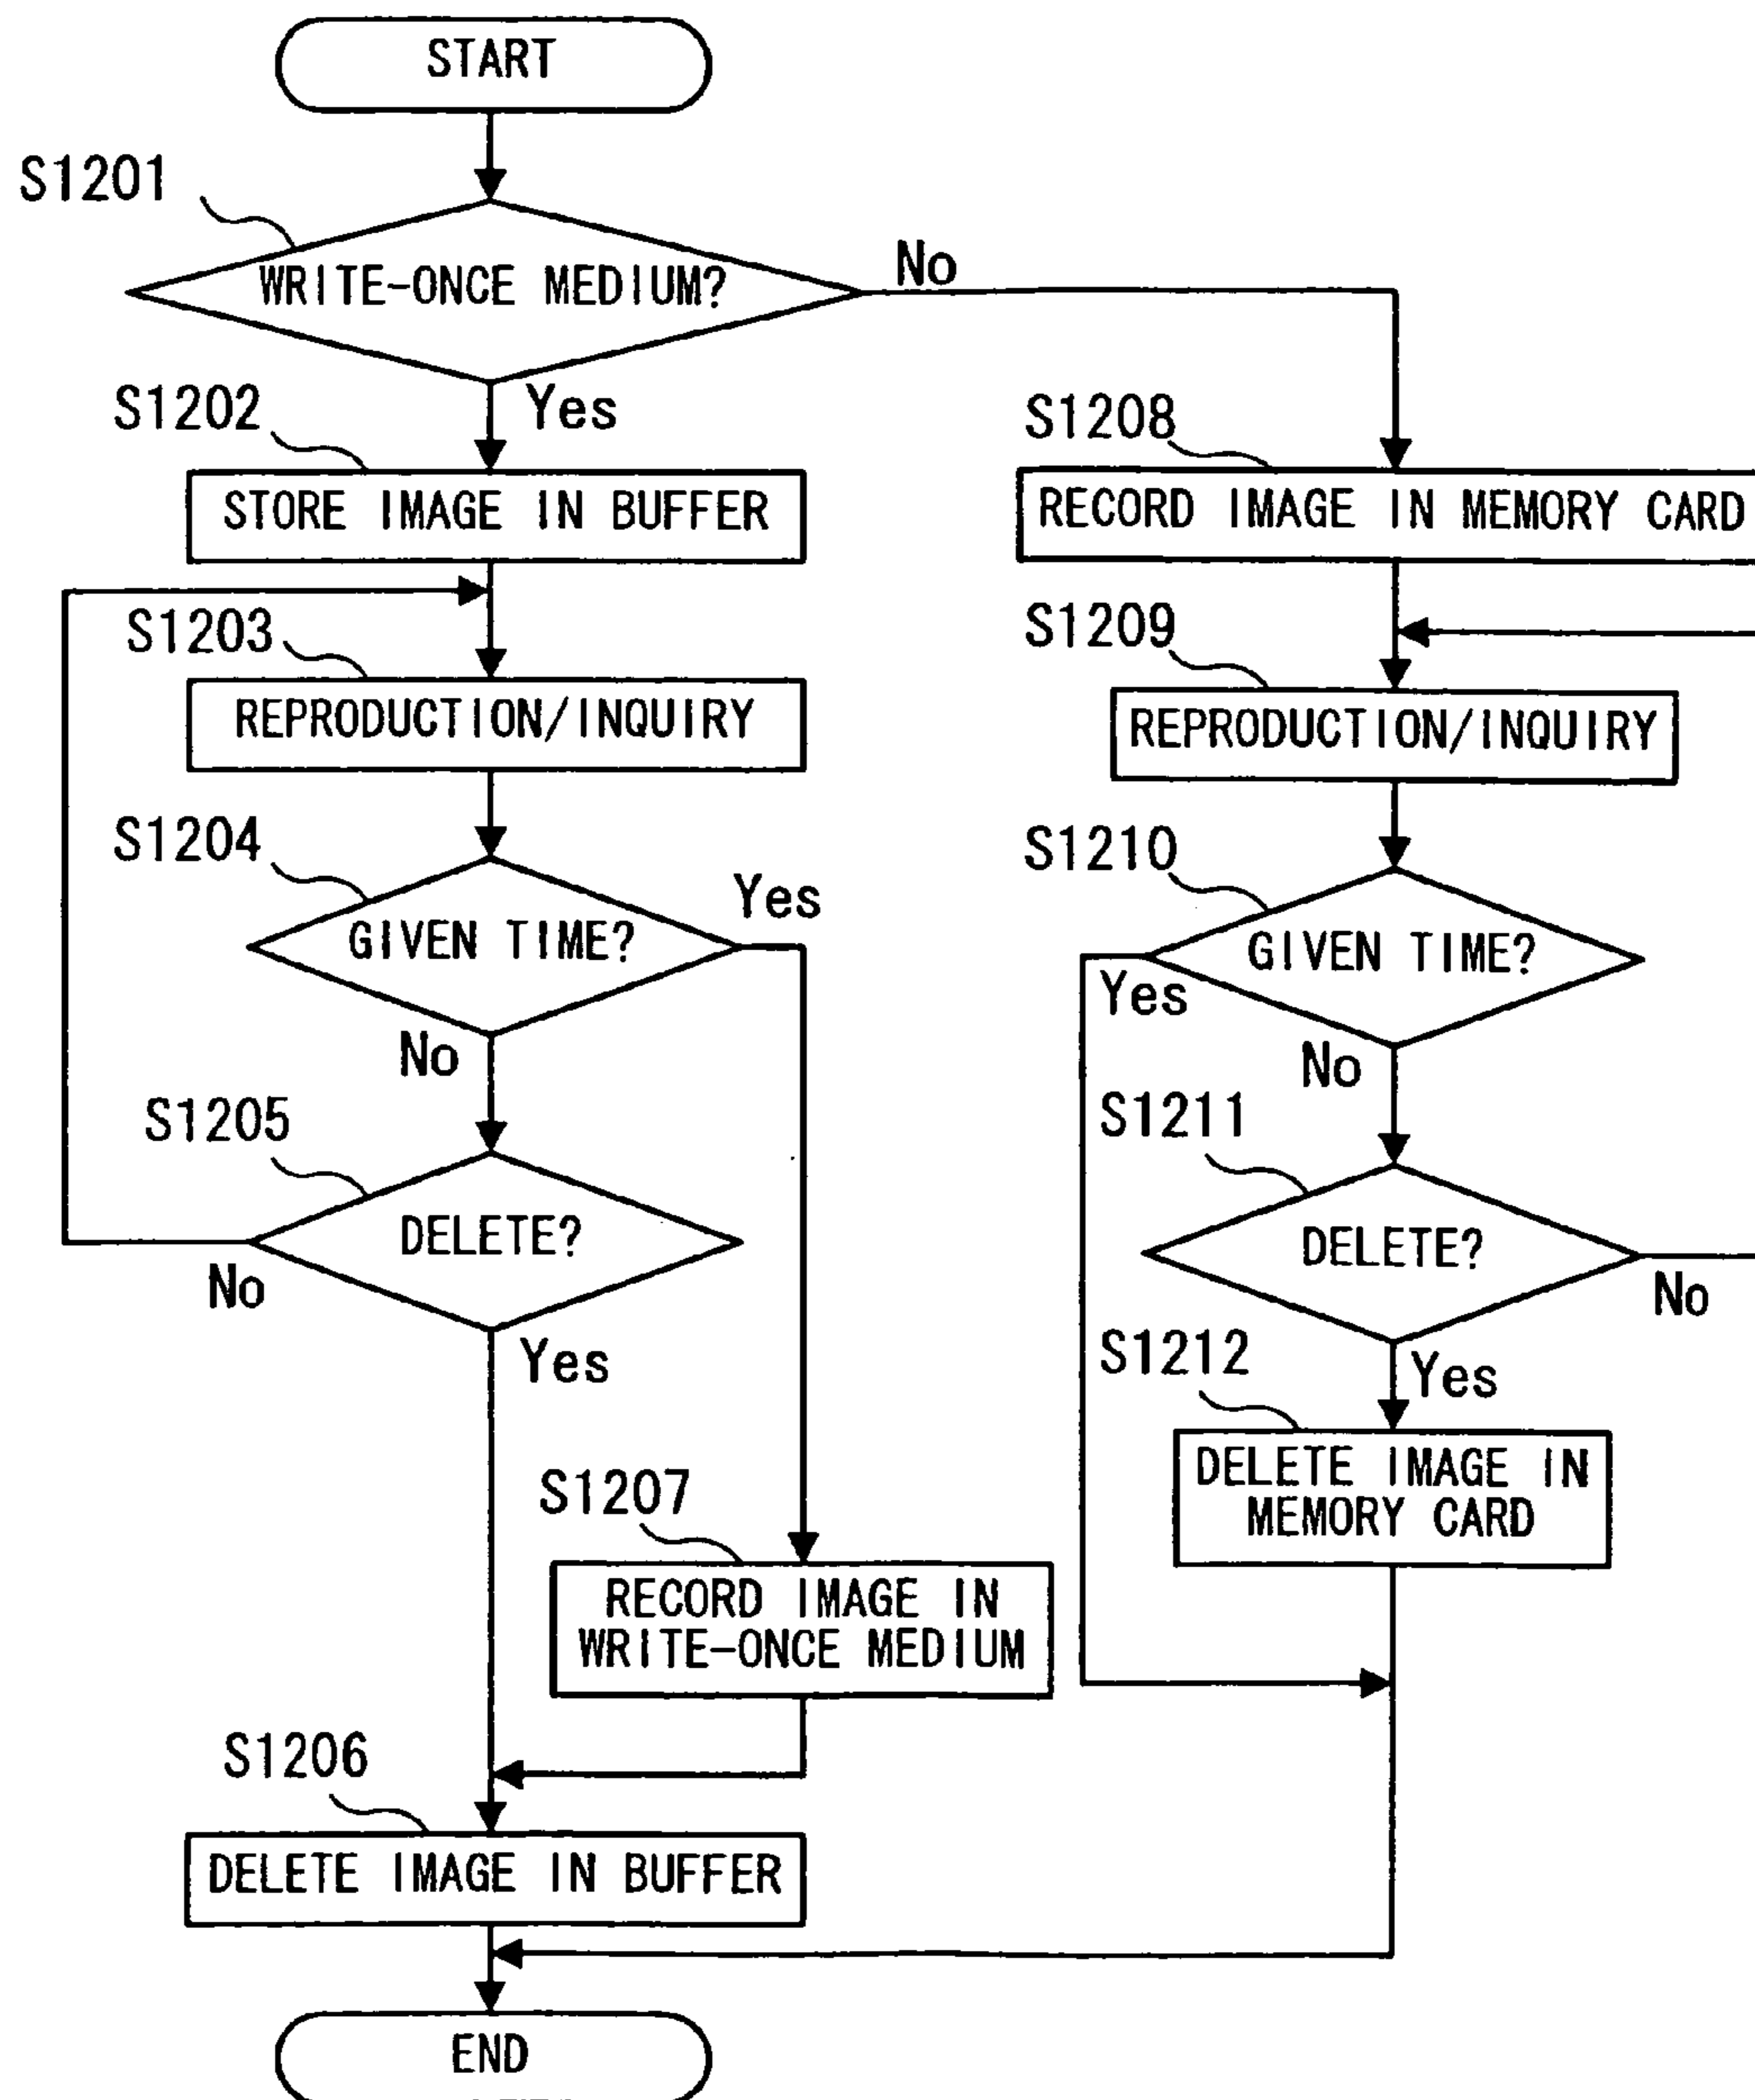 START
S1201
WRITE-ONCE MEDIUM?
No
Yes
S1202
STORE IMAGE IN BUFFER
S1203
REPRODUCTION/INQUIRY
S1204
GIVEN TIME?
Yes
No
S1205
DELETE?
No
Yes
S1207
RECORD IMAGE IN
WRITE-ONCE MEDIUM
S1206
DELETE IMAGE IN BUFFER
S1208
RECORD IMAGE IN MEMORY CARD
S1209
REPRODUCTION/INQUIRY
S1210
GIVEN TIME?
Yes
No
S1211
DELETE?
No
Yes
S1212
DELETE IMAGE IN
MEMORY CARD
END